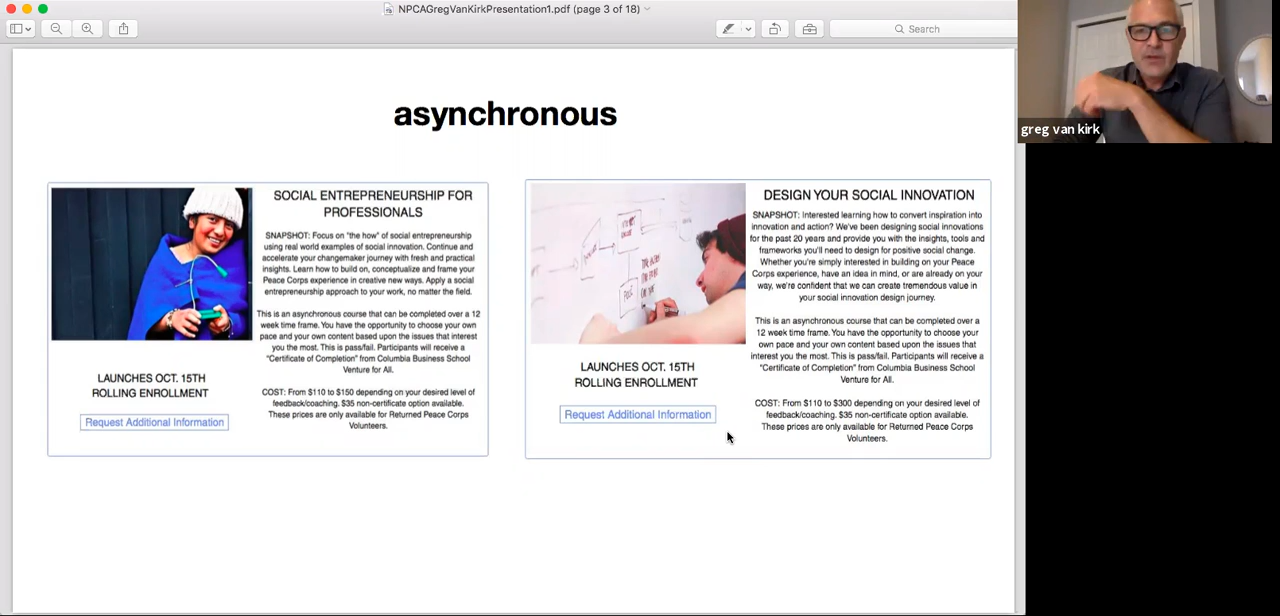 NPCAGregVanKirkPresentation1.pdf (page 3 of 18)
Search
greg van kirk
asynchronous
SOCIAL ENTREPRENEURSHIP FOR
PROFESSIONALS
SNAPSHOT: Focus on "the how" of social entrepreneurship
using real world examples of social innovation. Continue and
accelerate your changemaker journey with fresh and practical
insights. Learn how to build on, conceptualize and frame your
Peace Corps experience in creative new ways. Apply a social
entrepreneurship approach to your work, no matter the field.
This is an asynchronous course that can be completed over a 12
week time frame. You have the opportunity to choose your own
pace and your own content based upon the issues that interest
you the most. This is pass/fail. Participants will receive a
"Certificate of Completion" from Columbia Business School
Venture for All.
COST: From $110 to $150 depending on your desired level of
feedback/coaching. $35 non-certificate option available.
These prices are only available for Returned Peace Corps
Volunteers.
LAUNCHES OCT. 15TH
ROLLING ENROLLMENT
Request Additional Information
DESIGN YOUR SOCIAL INNOVATION
SNAPSHOT: Interested learning how to convert inspiration into
innovation and action? We've been designing social innovations
for the past 20 years and provide you with the insights, tools and
frameworks you'll need to design for positive social change.
Whether you're simply interested in building on your Peace
Corps experience, have an idea in mind, or are already on your
way, we're confident that we can create tremendous value in
your social innovation design journey.
This is an asynchronous course that can be completed over a
12 week time frame. You have the opportunity to choose your
own pace and your own content based upon the issues that
interest you the most. This is pass/fail. Participants will receive a
"Certificate of Completion" from Columbia Business School
Venture for All.
COST: From $110 to $300 depending on your desired level of
feedback/coaching. $35 non-certificate option available.
These prices are only available for Returned Peace Corps
Volunteers.
LAUNCHES OCT. 15TH
ROLLING ENROLLMENT
Request Additional Information